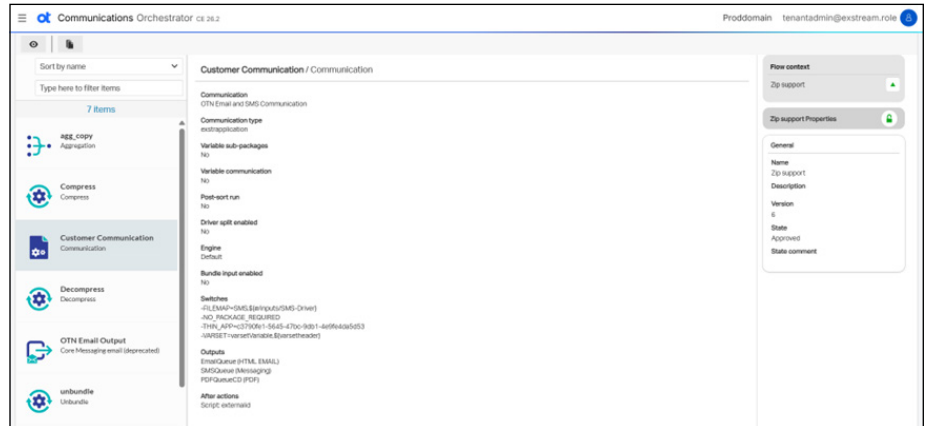 Communications Orchestrator CE 26.2
Proddomain tenantadmin@exstream.role
Sort by name
Type here to filter items
7 items
agg_copy
Aggregation
Compress
Compress
Customer Communication
Communication
Decompress
Decompress
OTN Email Output
Core Messaging email (deprecated)
unbundle
Unbundle
Customer Communication / Communication
Communication
OTN Email and SMS Communication
Communication type
exstrapplication
Variable sub-packages
No
Variable communication
No
Post-sort run
No
Driver split enabled
No
Engine
Default
Bundle input enabled
No
Switches
-FILEMAP=SMS,${#inputs/SMS-Driver}
-NO_PACKAGE_REQUIRED
-VARSET=varsetVariable,${varsetheader}
Outputs
EmailQueue (HTML EMAIL)
SMSQueue (Messaging)
PDFQueueCD (PDF)
After actions
Script: externalid
Flow context
Zip support
Zip support Properties
General
Name
Zip support
Description
Version
6
State
Approved
State comment